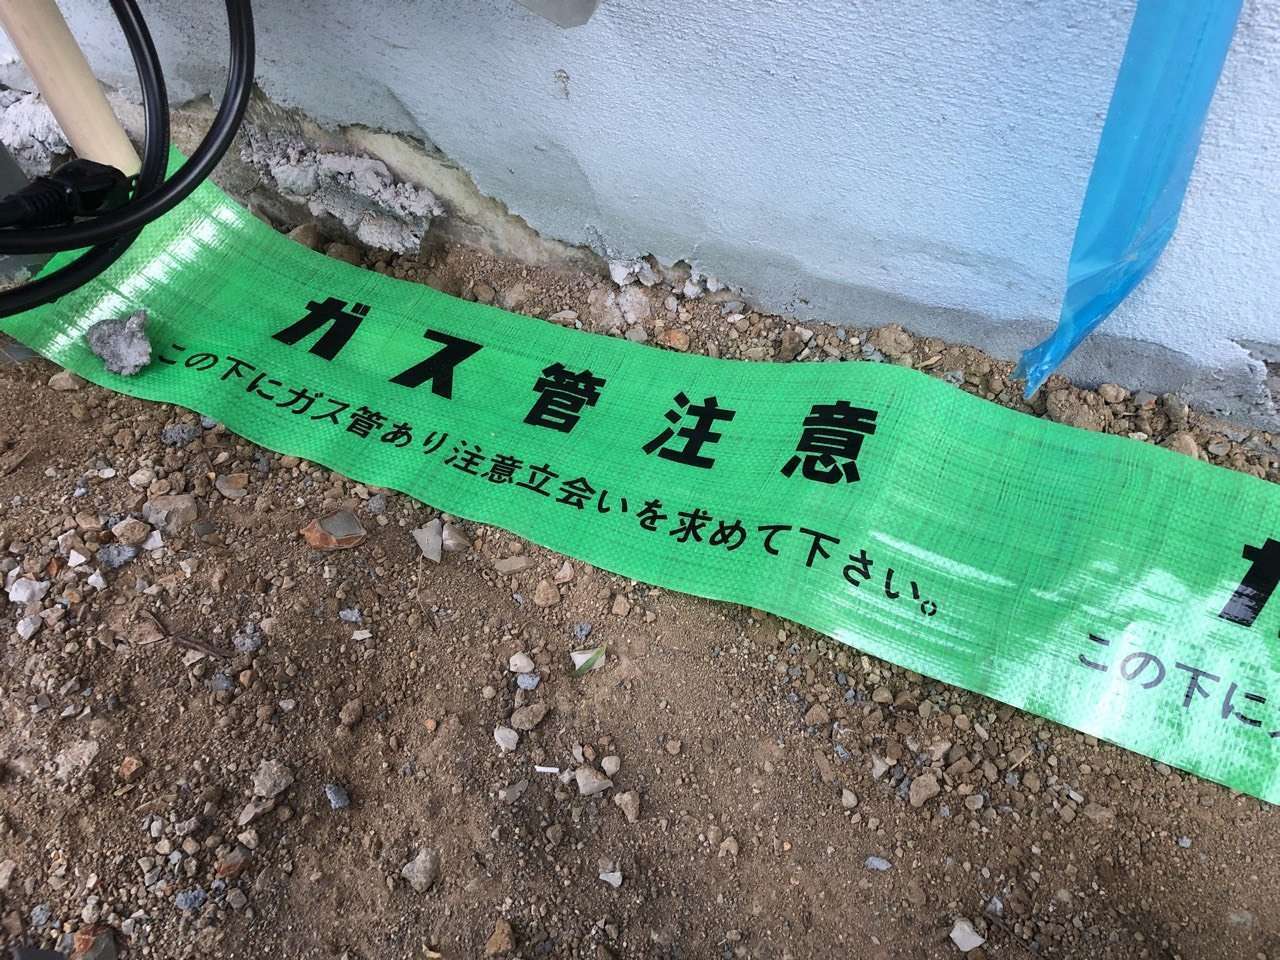 ガス管注意
この下にガス管あり注意立会いを求めて下さい。
ガ
この下に